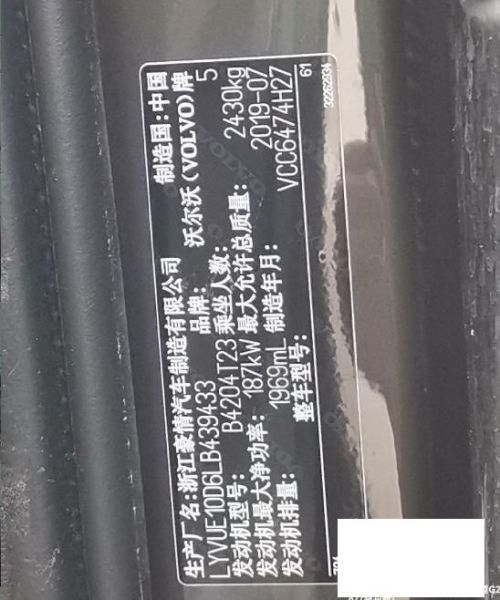 生产厂名:浙江豪情汽车制造有限公司 制造国:中国
LYVUE10D6LB439433 品牌: 沃尔沃(VOLVO)牌
发动机型号: B4204T23 乘坐人数: 5
发动机最大净功率: 187kW 最大允许总质量: 2430kg
发动机排量: 1969mL 制造年月: 2019-07
整车型号: VCC6474H27
61
32262934